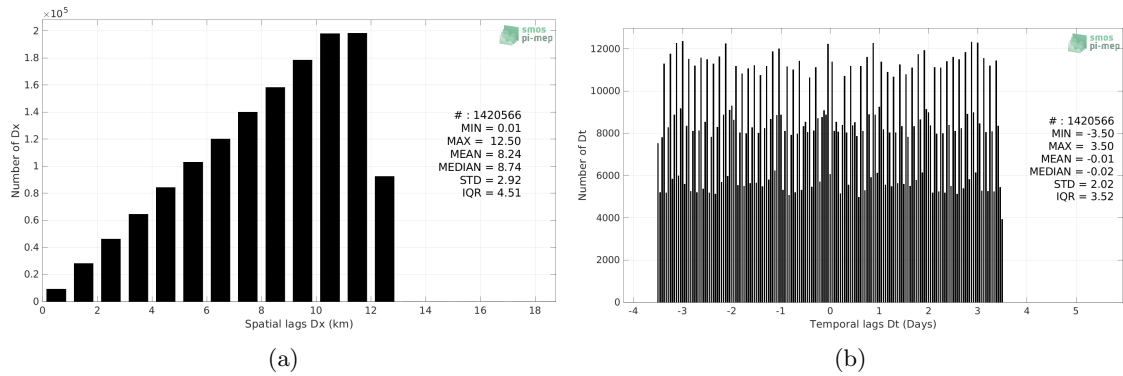 ×10^5
2
1.8
1.6
1.4
1.2
1
0.8
0.6
0.4
0.2
0
0 2 4 6 8 10 12 14 16 18
Number of Dx
Spatial lags Dx (km)
smos
pi-mep
# : 1420566
MIN = 0.01
MAX = 12.50
MEAN = 8.24
MEDIAN = 8.74
STD = 2.92
IQR = 4.51
(a)
12000
10000
8000
6000
4000
2000
0
-4 -3 -2 -1 0 1 2 3 4 5
Number of Dt
Temporal lags Dt (Days)
smos
pi-mep
# : 1420566
MIN = -3.50
MAX = 3.50
MEAN = -0.01
MEDIAN = -0.02
STD = 2.02
IQR = 3.52
(b)